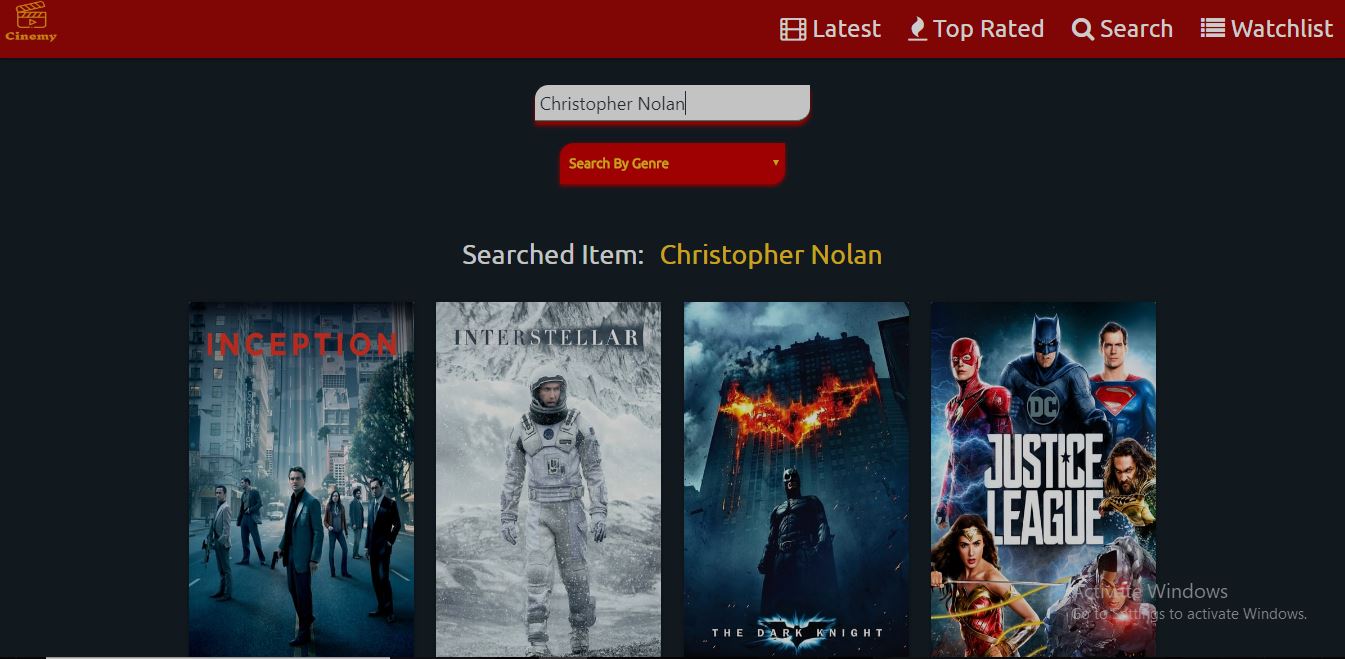 Cinemy
Latest
Top Rated
Search
Watchlist
Christopher Nolan
Search By Genre
Searched Item: Christopher Nolan
INCEPTION
INTERSTELLAR
THE DARK KNIGHT
DC
JUSTICE
LEAGUE
Activate Windows
Go to Settings to activate Windows.